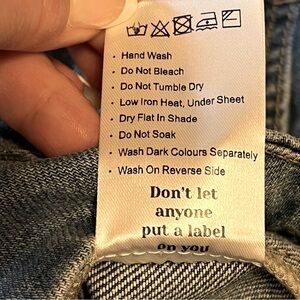 · Hand Wash
· Do Not Bleach
· Do Not Tumble Dry
· Low Iron Heat, Under Sheet
· Dry Flat In Shade
· Do Not Soak
· Wash Dark Colours Separately
· Wash On Reverse Side
Don't let
anyone
put a label
on you